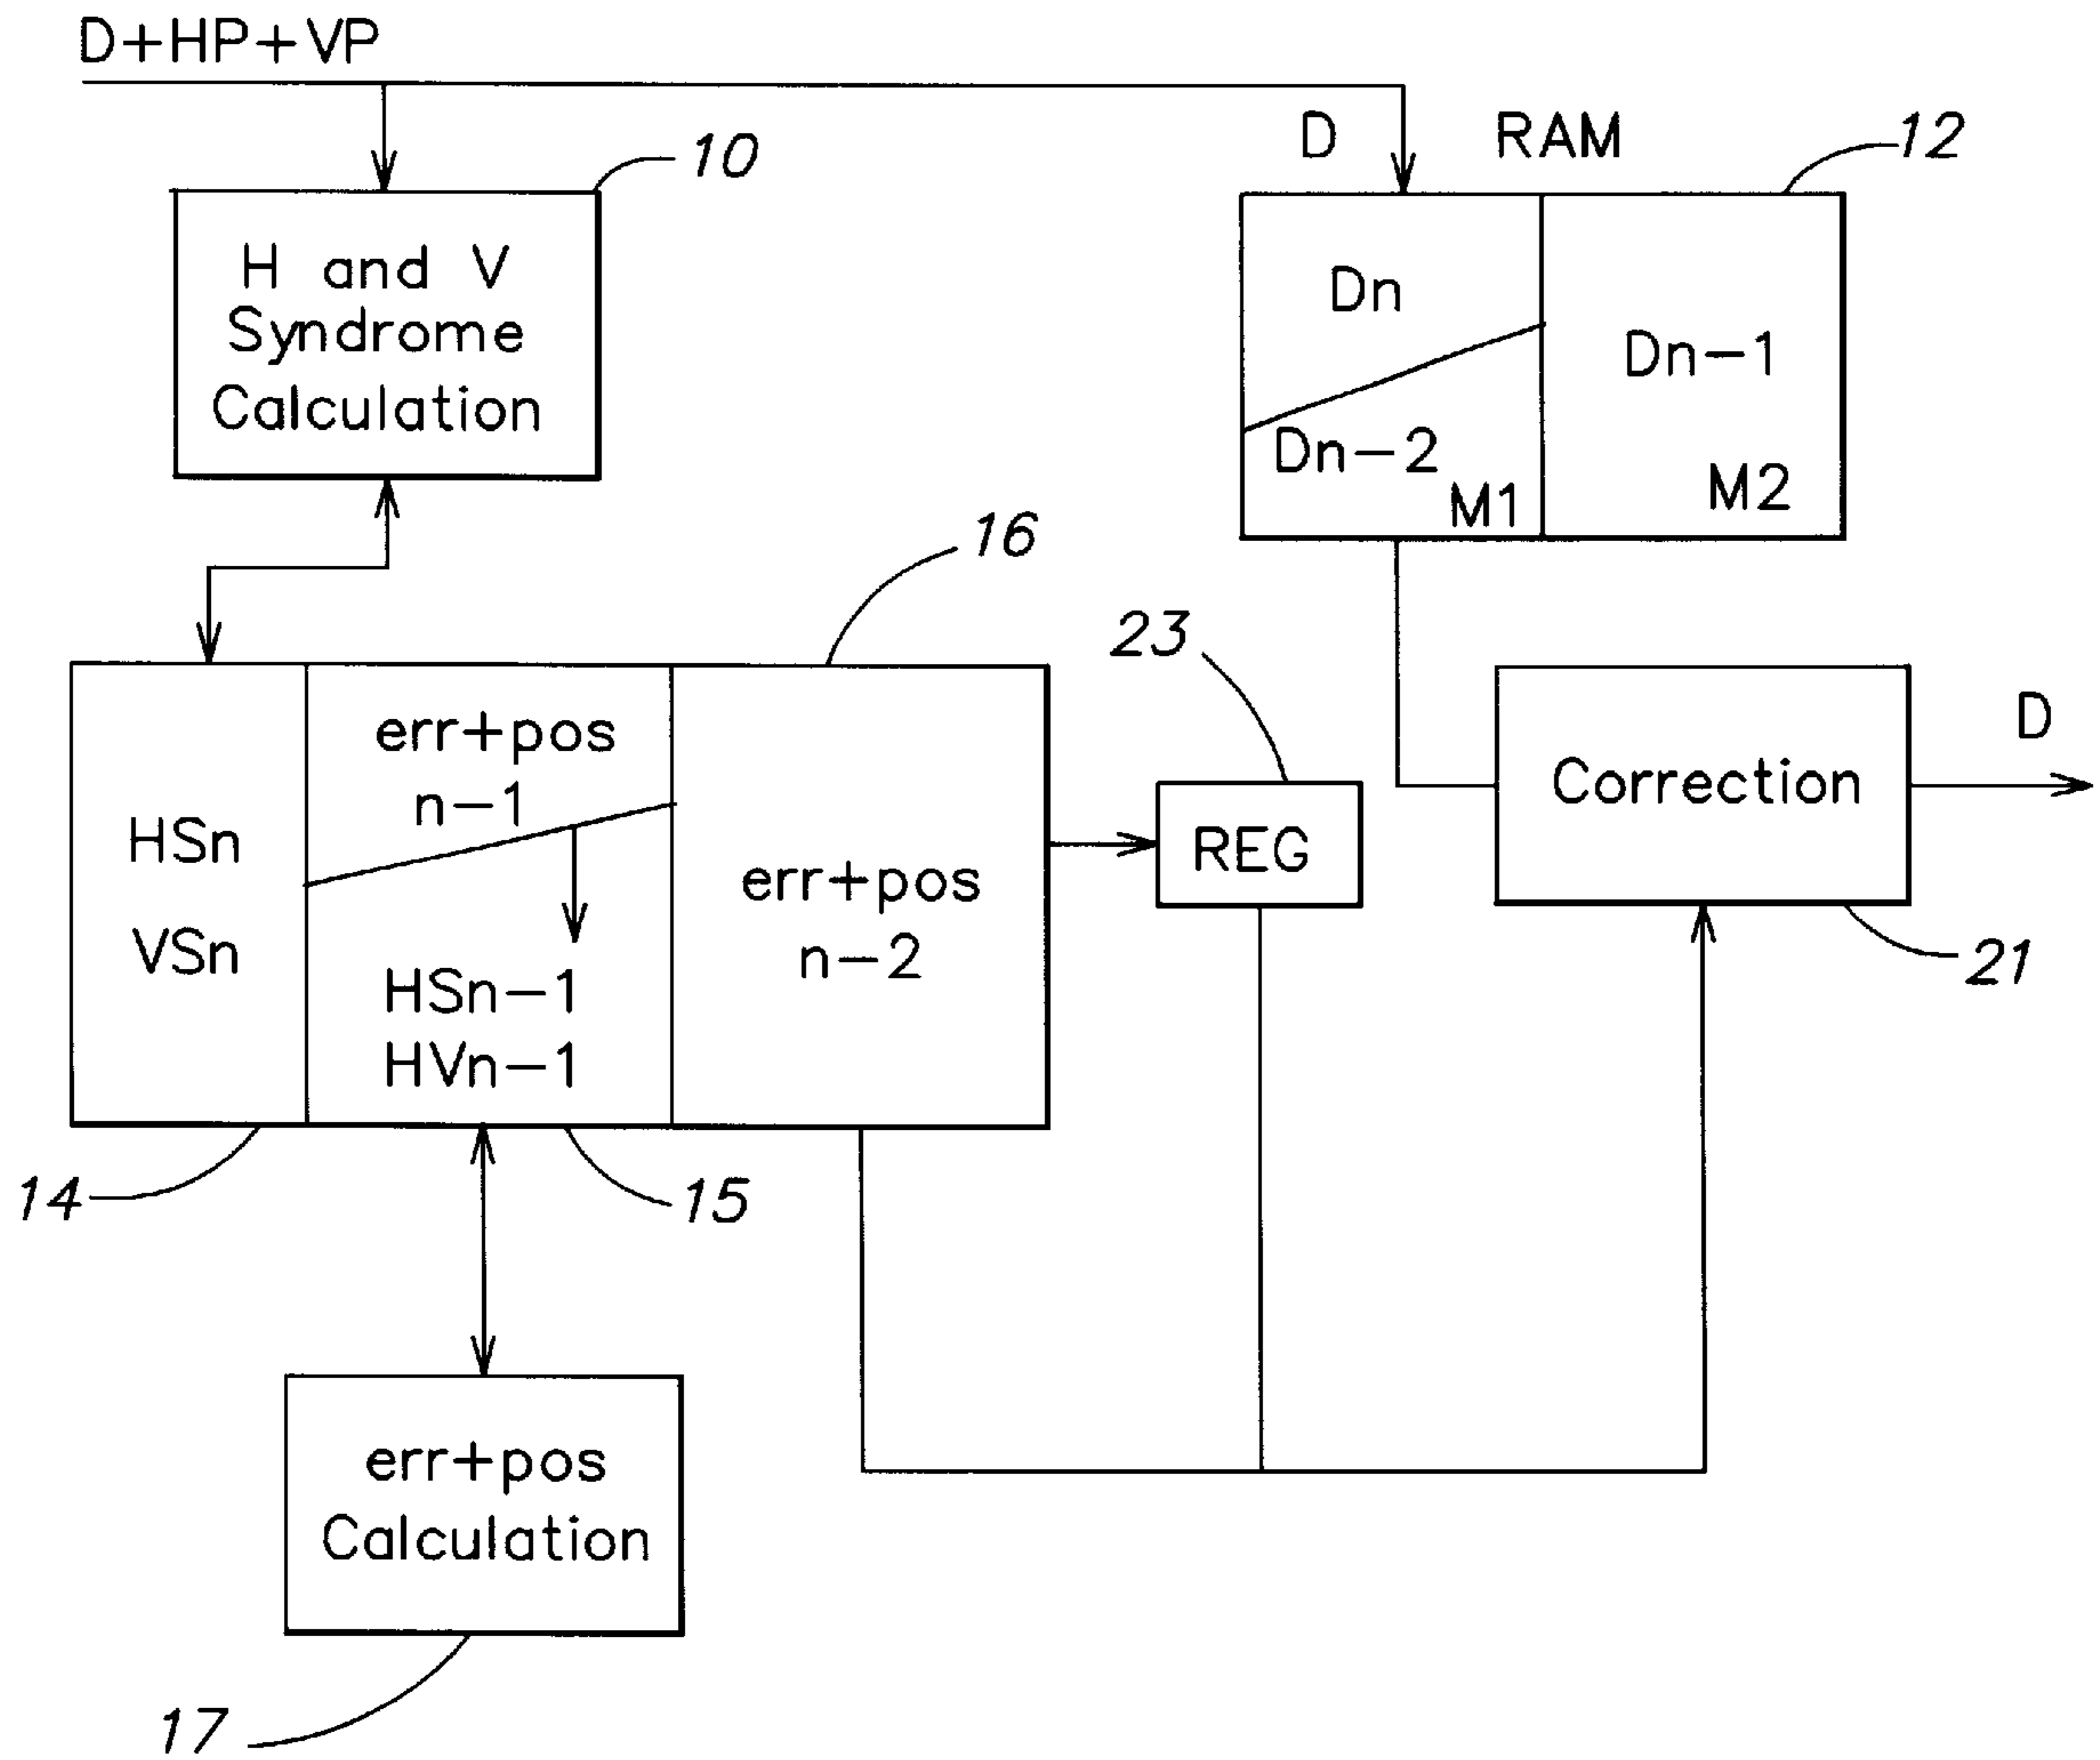 D+HP+VP
D
RAM
12
10
H and V
Syndrome
Calculation
Dn
Dn-1
Dn-2
M1
M2
16
23
err+pos
n-1
HSn
VSn
HSn-1
HVn-1
err+pos
n-2
REG
Correction
D
21
14
15
err+pos
Calculation
17